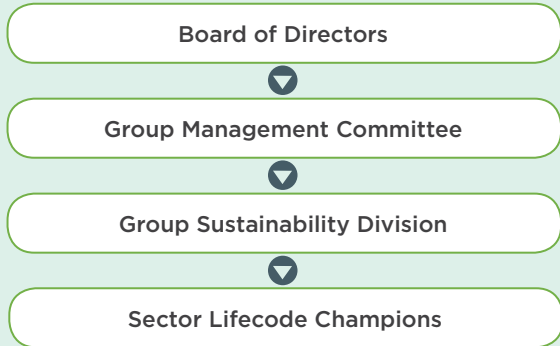 Board of Directors
Group Management Committee
Group Sustainability Division
Sector Lifecode Champions